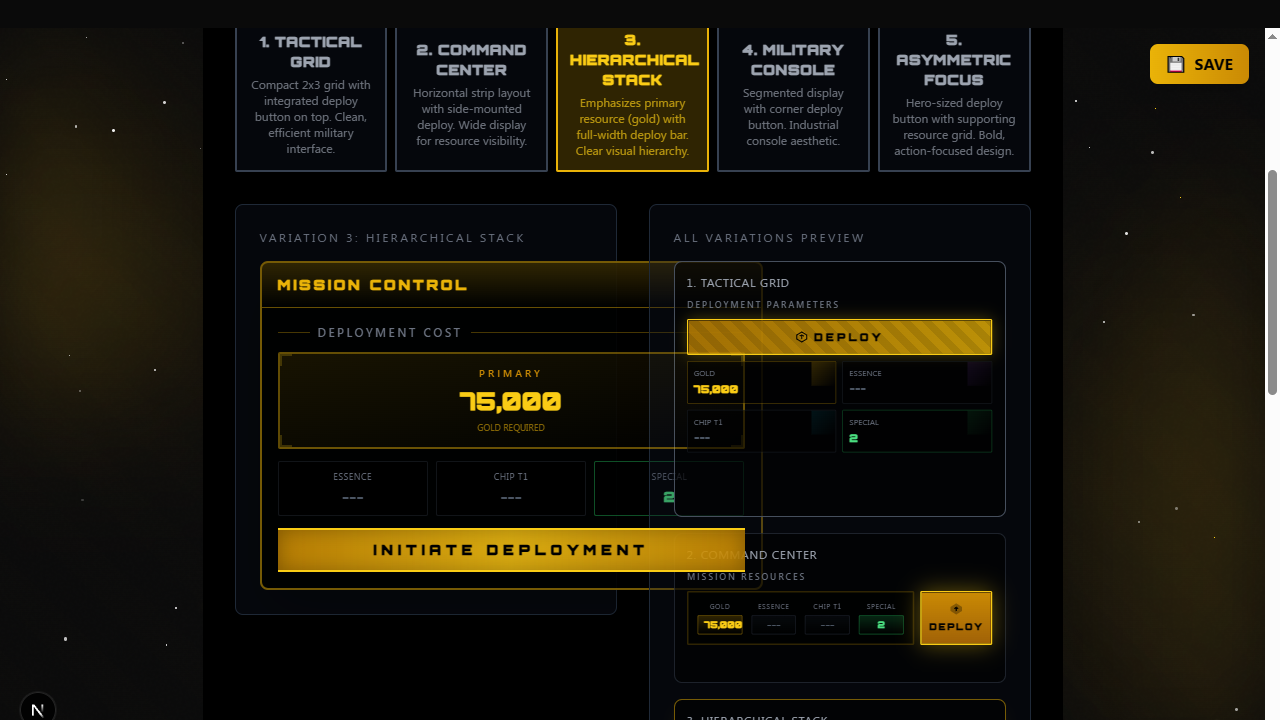 1. TACTICAL
GRID
Compact 2x3 grid with
integrated deploy
button on top. Clean,
efficient military
interface.
2. COMMAND
CENTER
Horizontal strip layout
with side-mounted
deploy. Wide display
for resource visibility.
3.
HIERARCHICAL
STACK
Emphasizes primary
resource (gold) with
full-width deploy bar.
Clear visual hierarchy.
4. MILITARY
CONSOLE
Segmented display
with corner deploy
button. Industrial
console aesthetic.
5.
ASYMMETRIC
FOCUS
Hero-sized deploy
button with supporting
resource grid. Bold,
action-focused design.
💾 SAVE
VARIATION 3: HIERARCHICAL STACK
MISSION CONTROL
DEPLOYMENT COST
PRIMARY
75,000
GOLD REQUIRED
ESSENCE
---
CHIP T1
---
SPECIAL
2
INITIATE DEPLOYMENT
ALL VARIATIONS PREVIEW
1. TACTICAL GRID
DEPLOYMENT PARAMETERS
DEPLOY
GOLD
75,000
ESSENCE
---
CHIP T1
---
SPECIAL
2
2. COMMAND CENTER
MISSION RESOURCES
GOLD ESSENCE CHIP T1 SPECIAL
75,000 --- --- 2
DEPLOY
3. HIERARCHICAL STACK
N